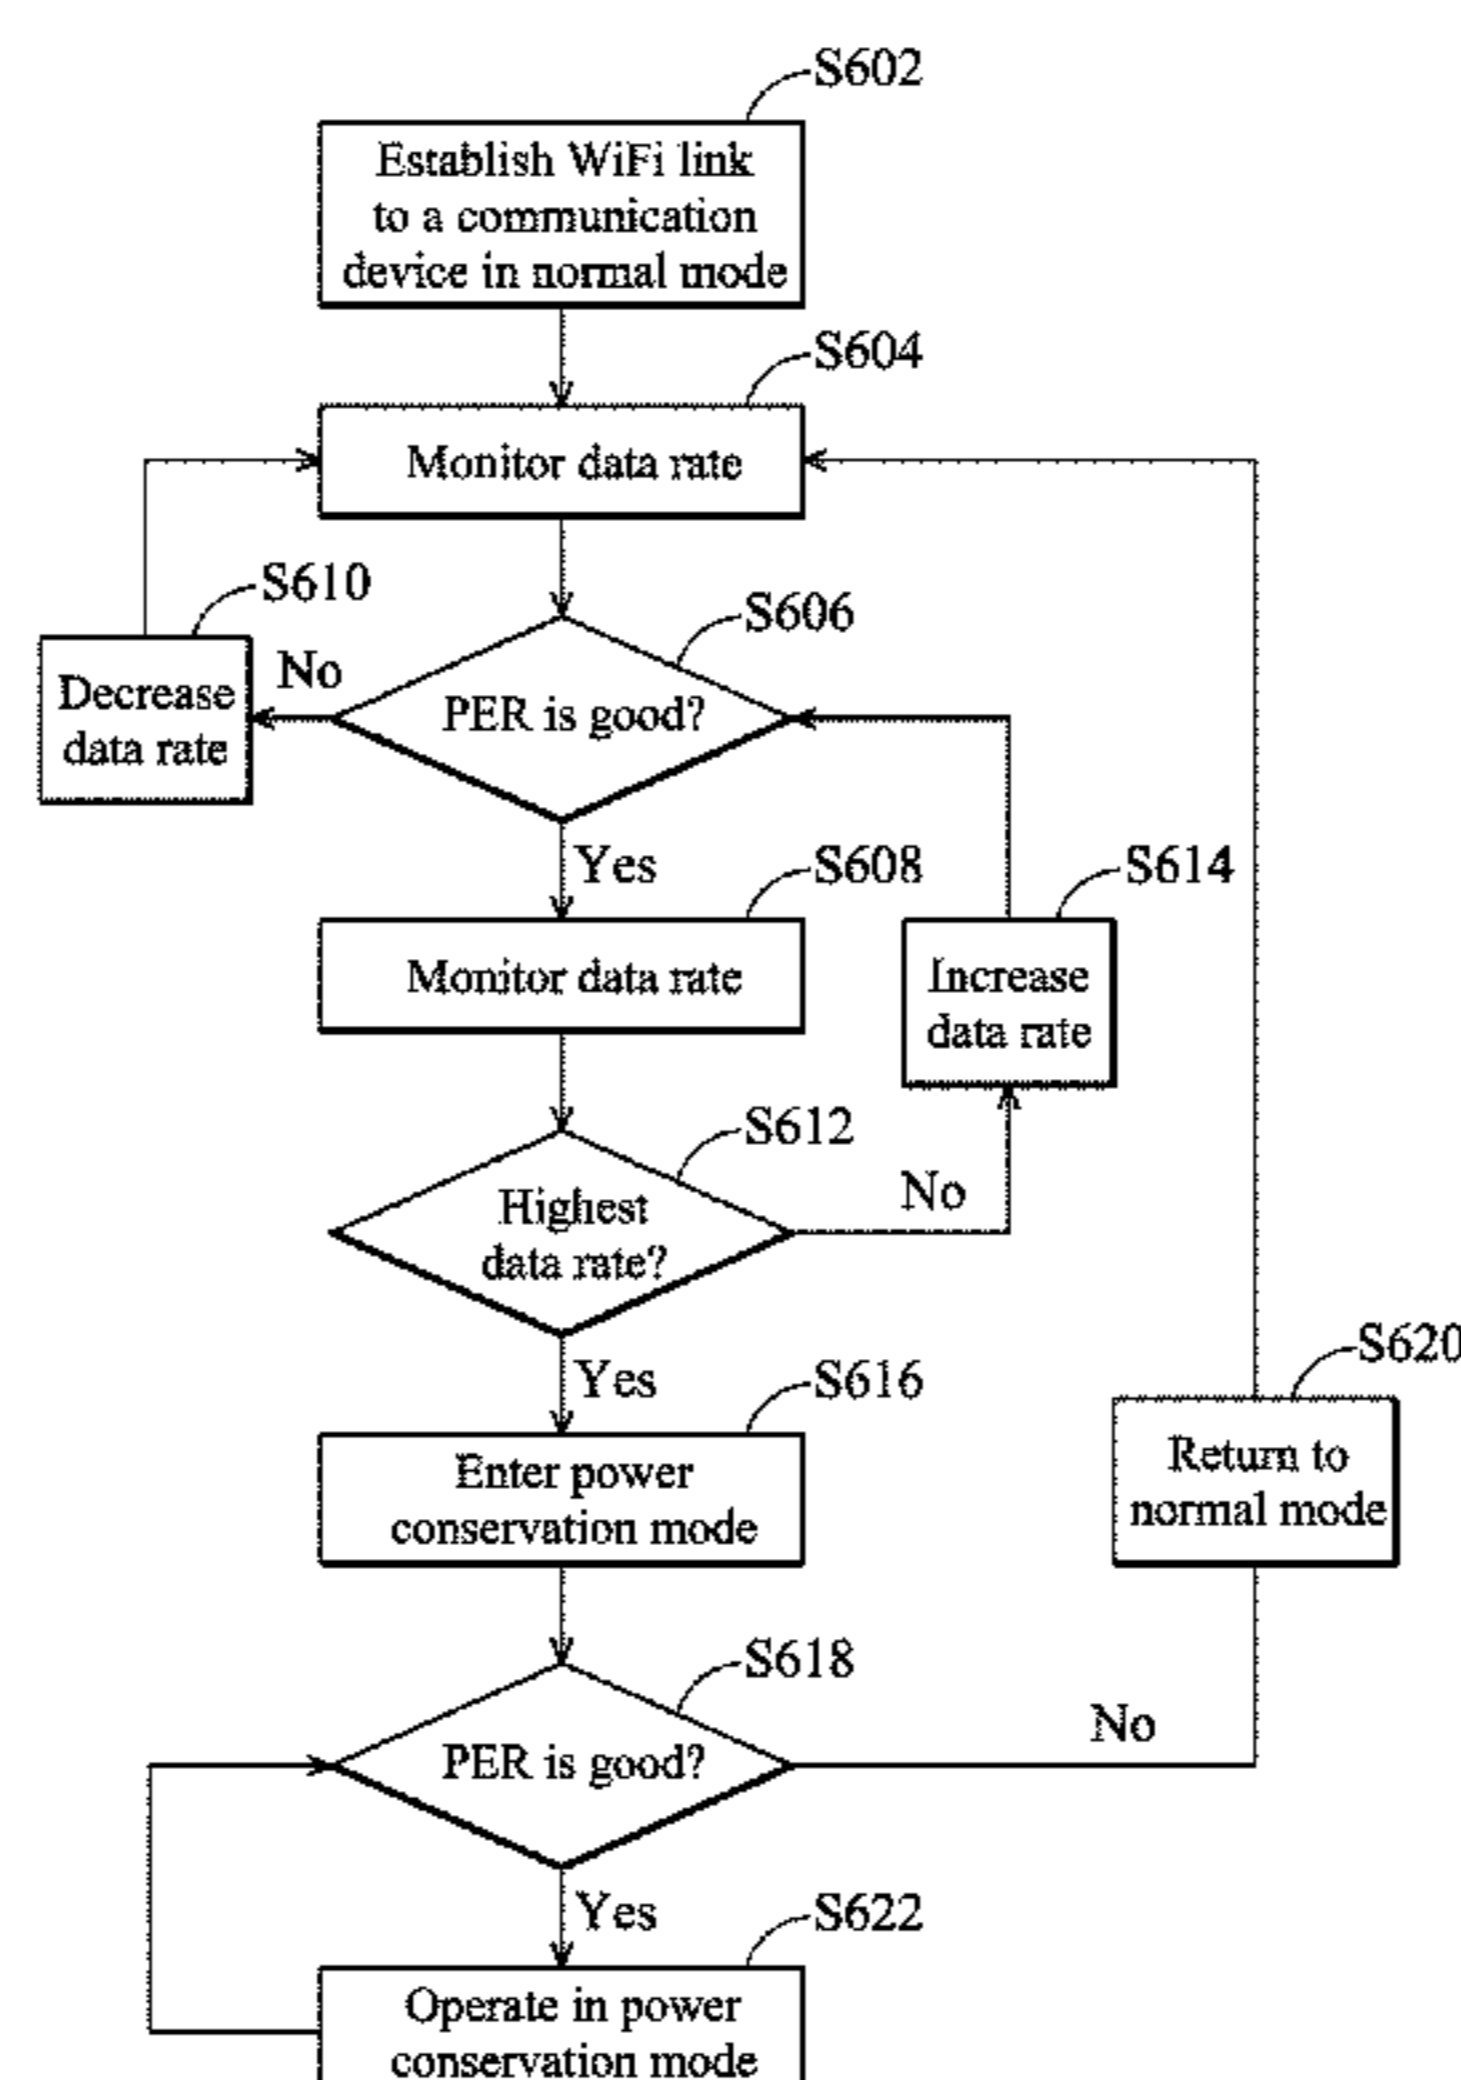 S602
Establish WiFi link
to a communication
device in normal mode
S604
Monitor data rate
S610
Decrease
data rate
No
S606
PER is good?
Yes
S608
Monitor data rate
S614
Increase
data rate
S612
Highest
data rate?
No
Yes
S616
Enter power
conservation mode
S620
Return to
normal mode
S618
PER is good?
No
Yes
S622
Operate in power
conservation mode